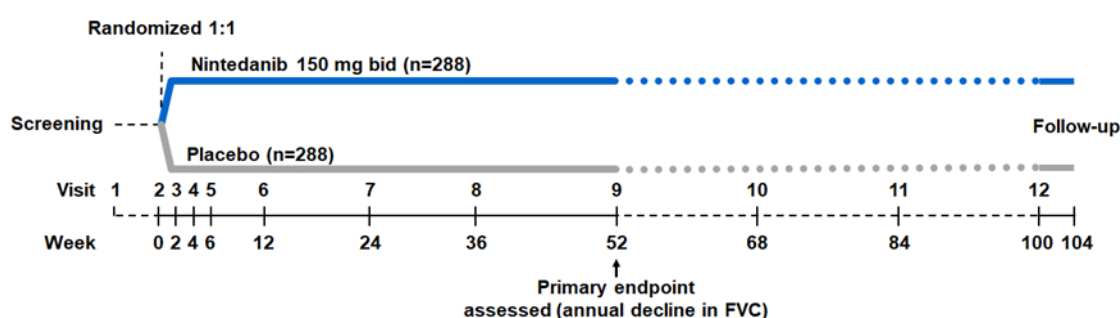 Randomized 1:1
Nintedanib 150 mg bid (n=288)
Screening
Follow-up
Placebo (n=288)
Visit 1 2 3 4 5 6 7 8 9 10 11 12
Week 0 2 4 6 12 24 36 52 68 84 100 104
Primary endpoint
assessed (annual decline in FVC)